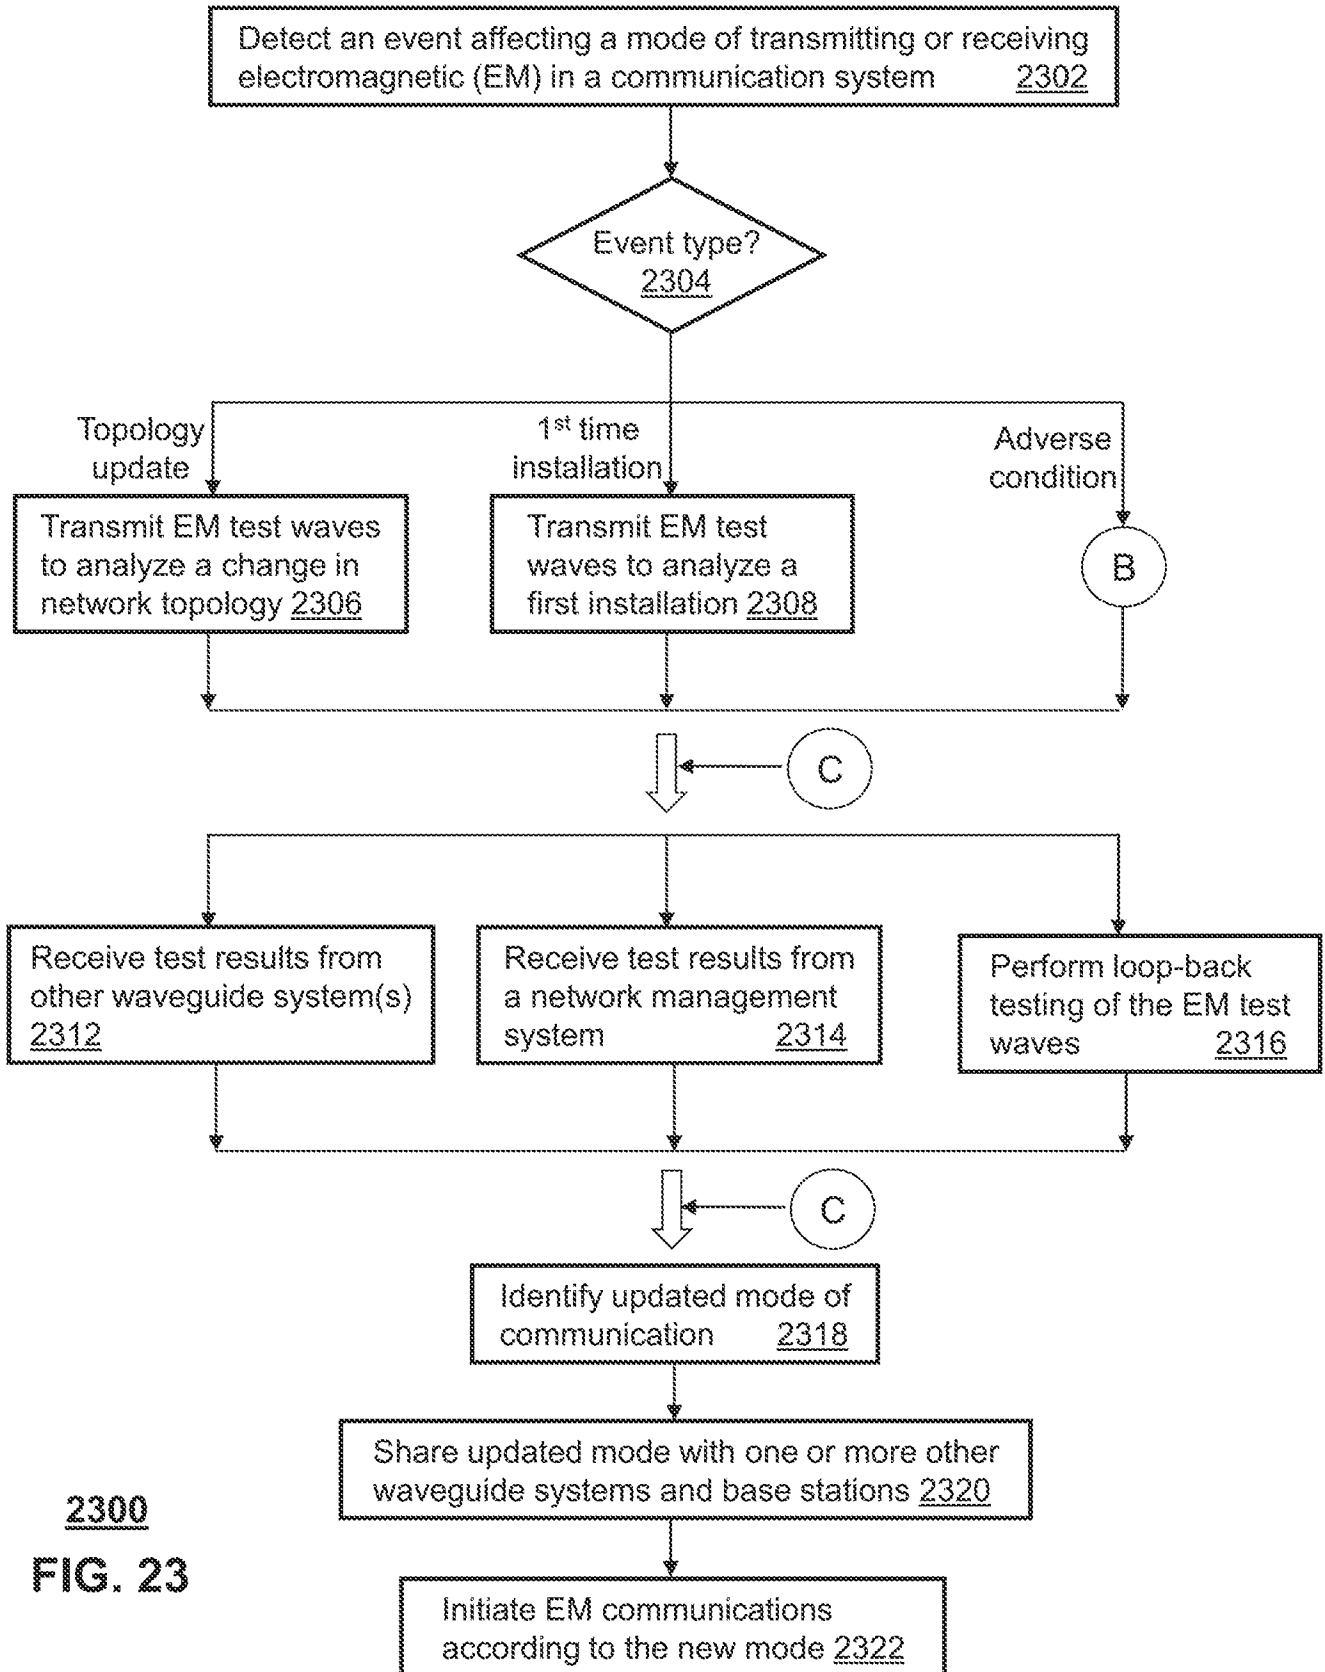 Detect an event affecting a mode of transmitting or receiving
electromagnetic (EM) in a communication system 2302
Event type?
2304
Topology
update
1st time
installation
Adverse
condition
Transmit EM test waves
to analyze a change in
network topology 2306
Transmit EM test
waves to analyze a
first installation 2308
B
C
Receive test results from
other waveguide system(s)
2312
Receive test results from
a network management
system 2314
Perform loop-back
testing of the EM test
waves 2316
C
Identify updated mode of
communication 2318
Share updated mode with one or more other
waveguide systems and base stations 2320
2300
FIG. 23
Initiate EM communications
according to the new mode 2322